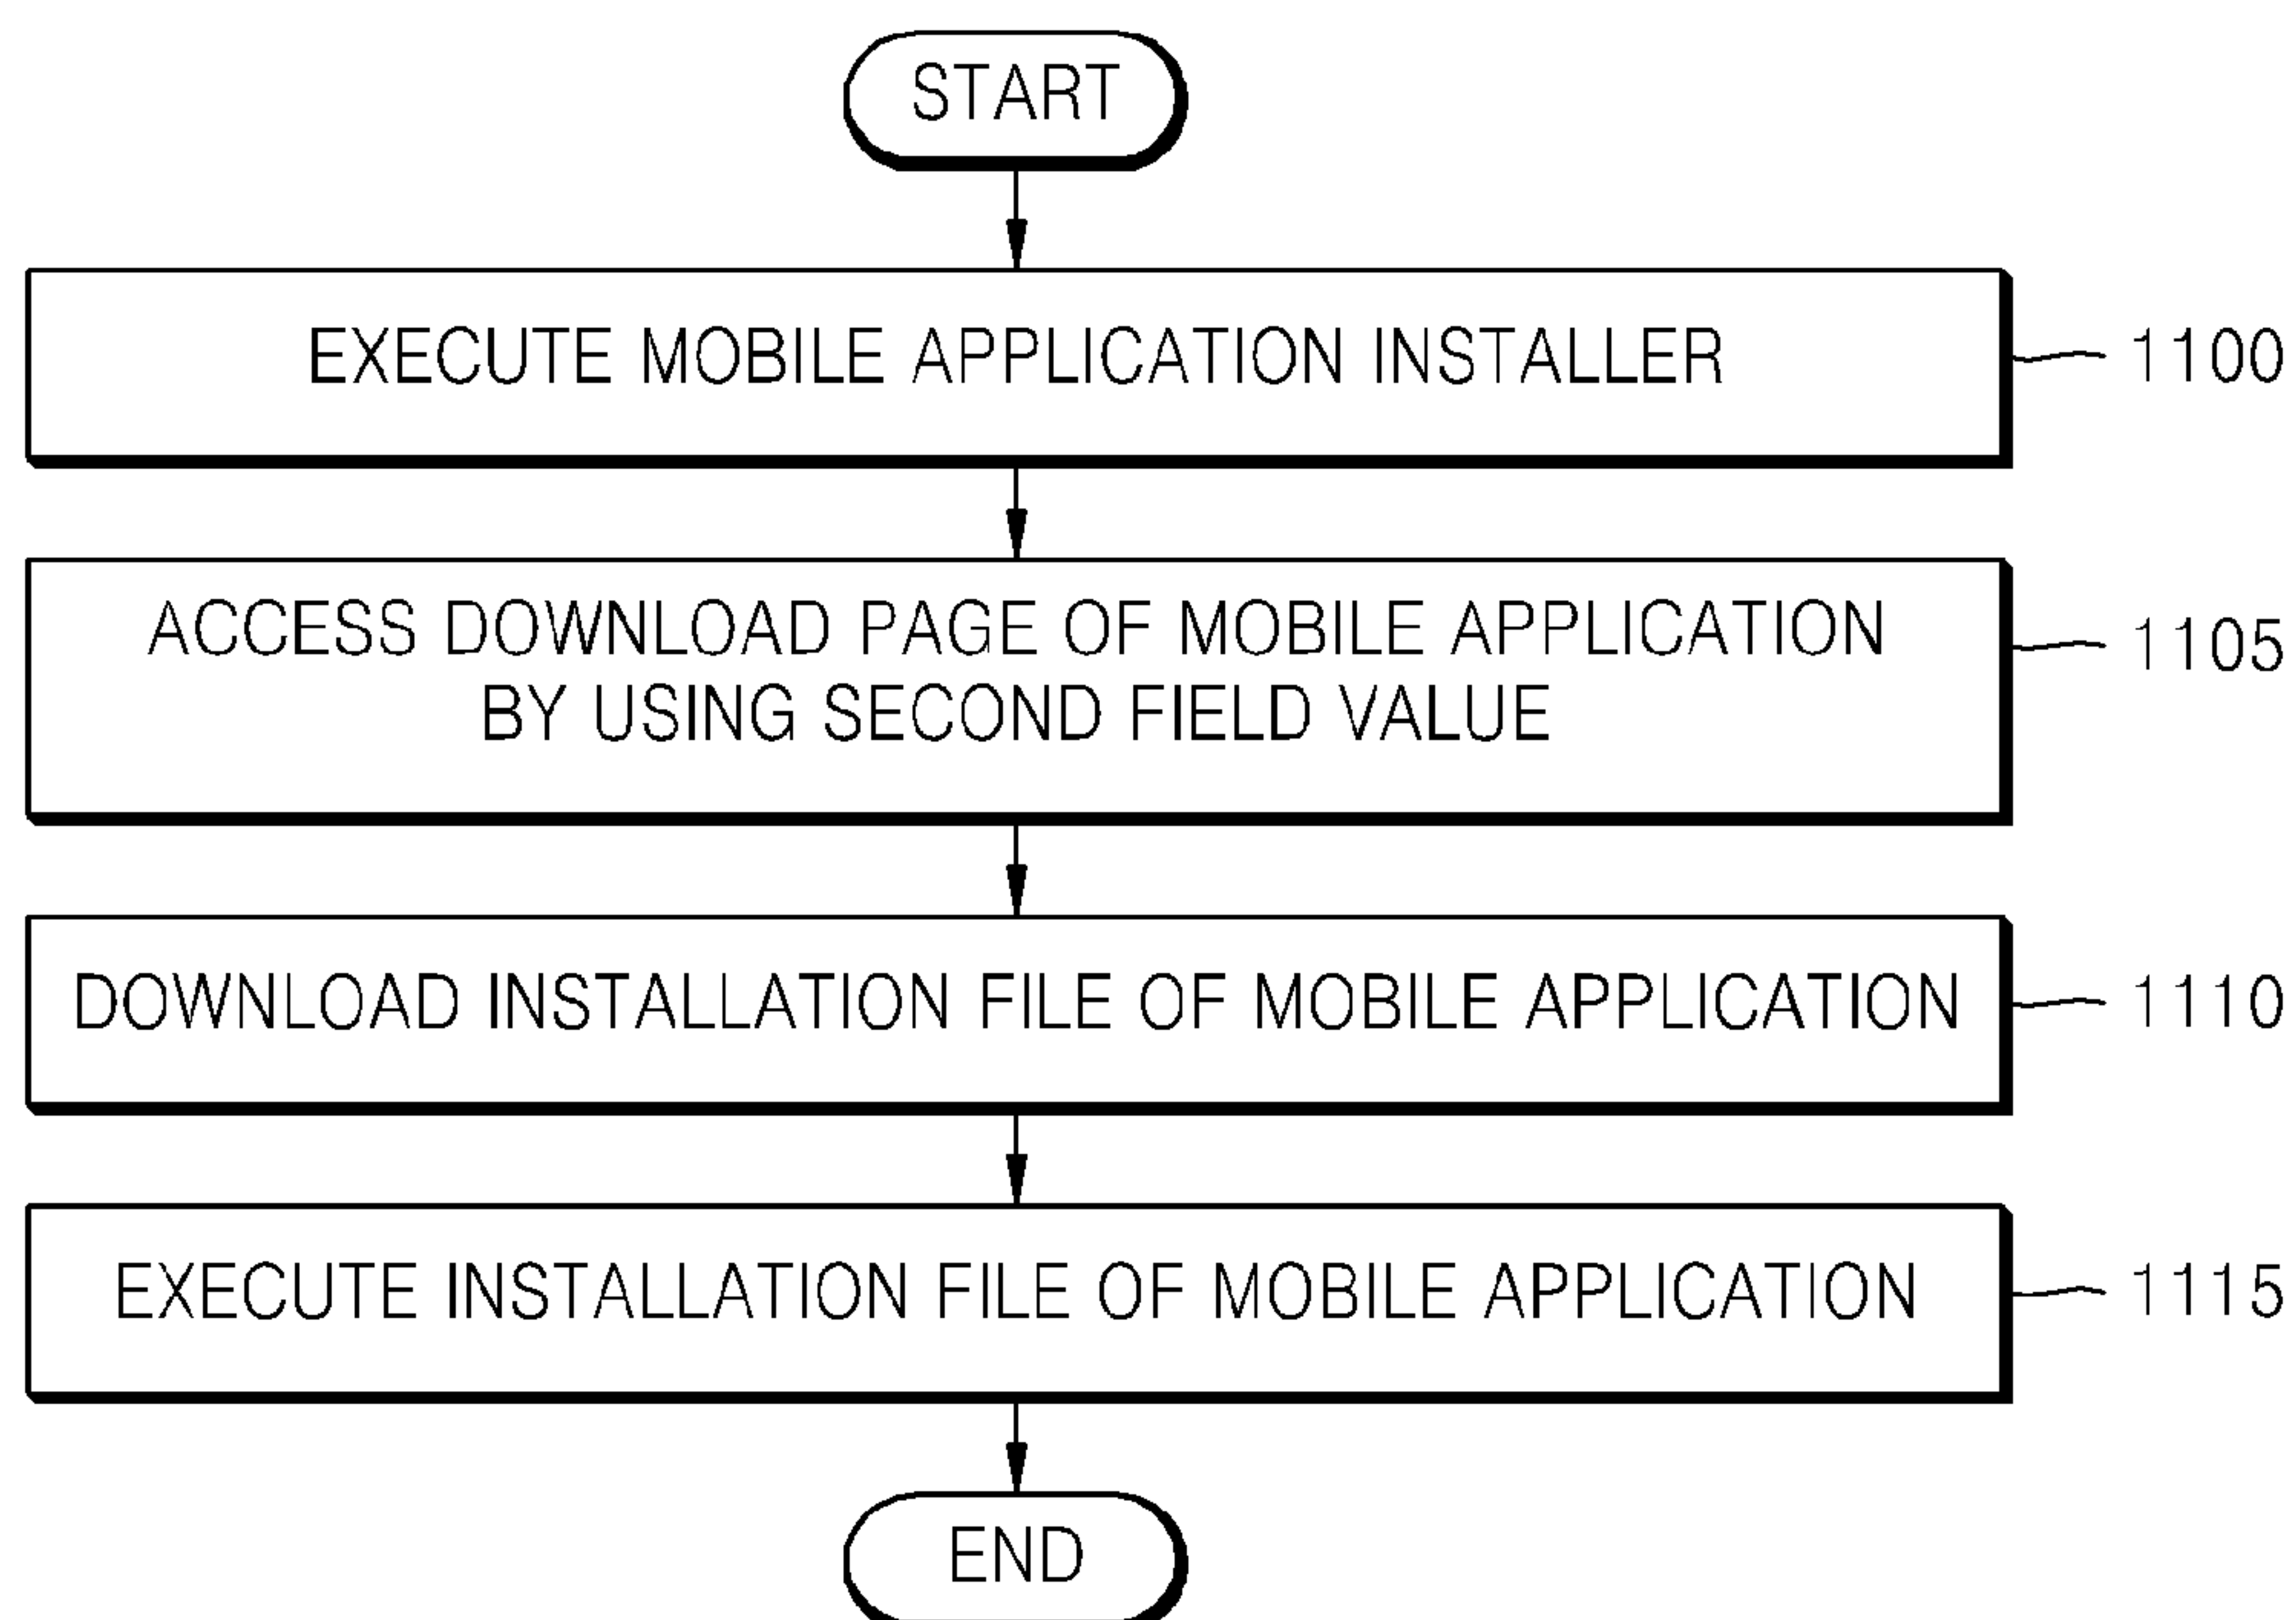 START
EXECUTE MOBILE APPLICATION INSTALLER
1100
ACCESS DOWNLOAD PAGE OF MOBILE APPLICATION
BY USING SECOND FIELD VALUE
1105
DOWNLOAD INSTALLATION FILE OF MOBILE APPLICATION
1110
EXECUTE INSTALLATION FILE OF MOBILE APPLICATION
1115
END